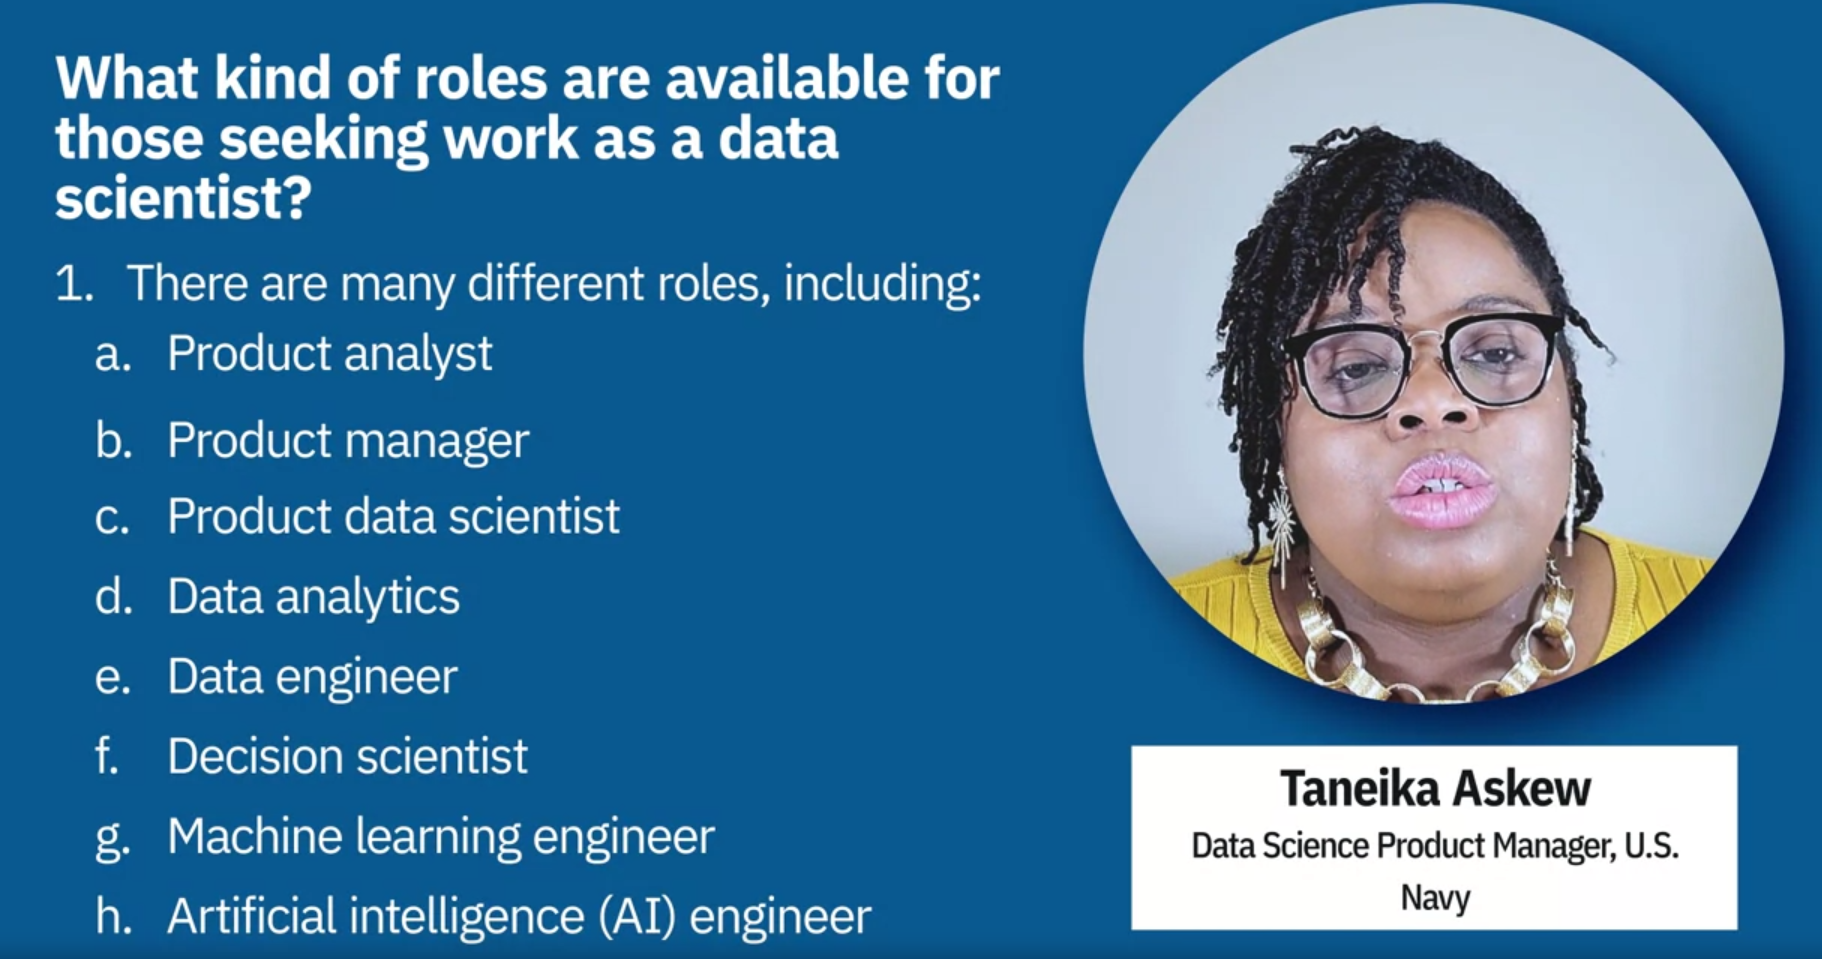 What kind of roles are available for
those seeking work as a data
scientist?
1. There are many different roles, including:
a. Product analyst
b. Product manager
c. Product data scientist
d. Data analytics
e. Data engineer
f. Decision scientist
g. Machine learning engineer
h. Artificial intelligence (AI) engineer
Taneika Askew
Data Science Product Manager, U.S.
Navy